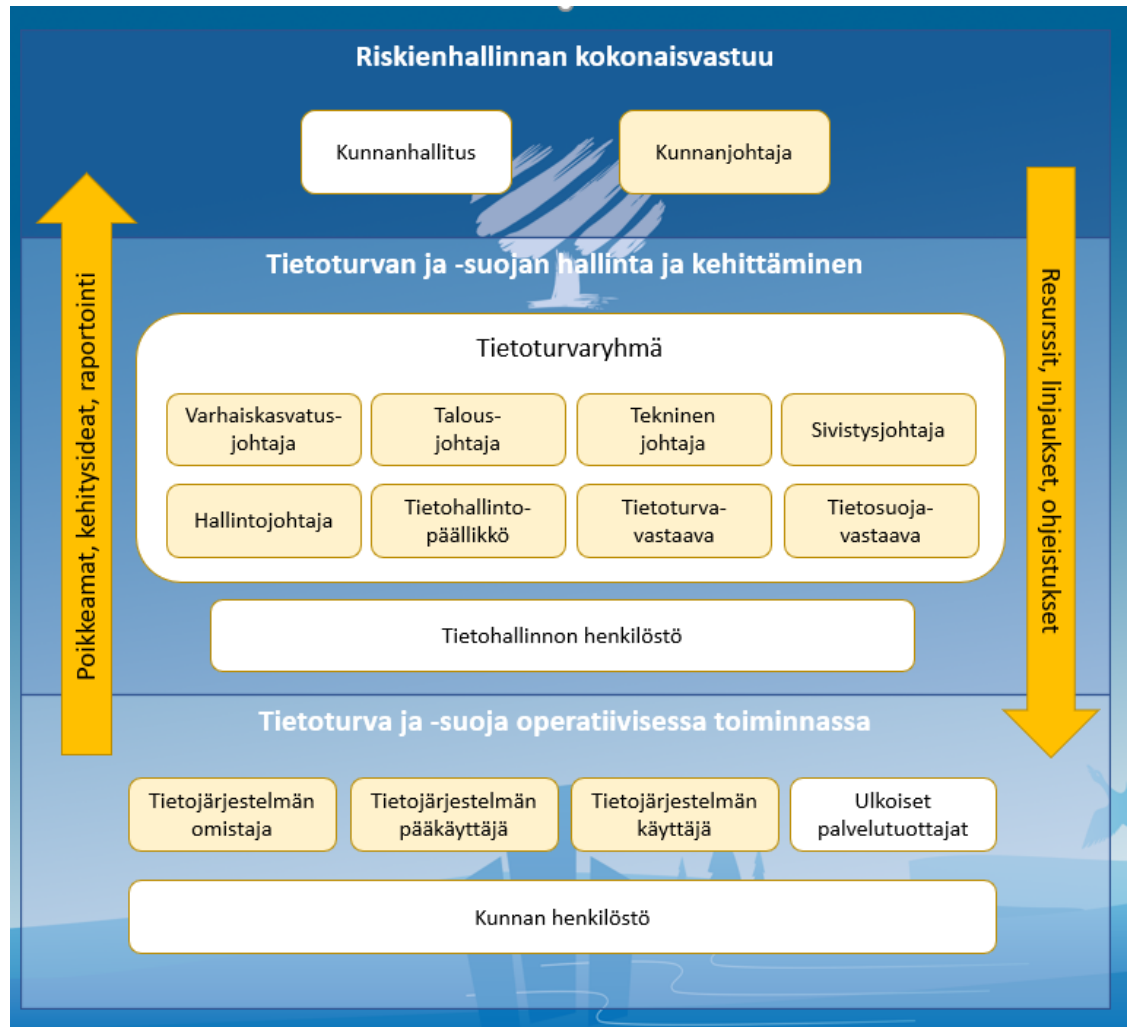 Riskienhallinnan kokonaisvastuu
Kunnanhallitus
Kunnanjohtaja
Tietoturvan ja -suojan hallinta ja kehittäminen
Tietoturvaryhmä
Varhaiskasvatus-
johtaja
Talous-
johtaja
Tekninen
johtaja
Sivistysjohtaja
Hallintojohtaja
Tietohallinto-
päällikkö
Tietoturva-
vastaava
Tietosuoja-
vastaava
Tietohallinnon henkilöstö
Tietoturva ja -suoja operatiivisessa toiminnassa
Tietojärjestelmän
omistaja
Tietojärjestelmän
pääkäyttäjä
Tietojärjestelmän
käyttäjä
Ulkoiset
palvelutuottajat
Kunnan henkilöstö
Poikkeamat, kehitysideat, raportointi
Resurssit, linjaukset, ohjeistukset